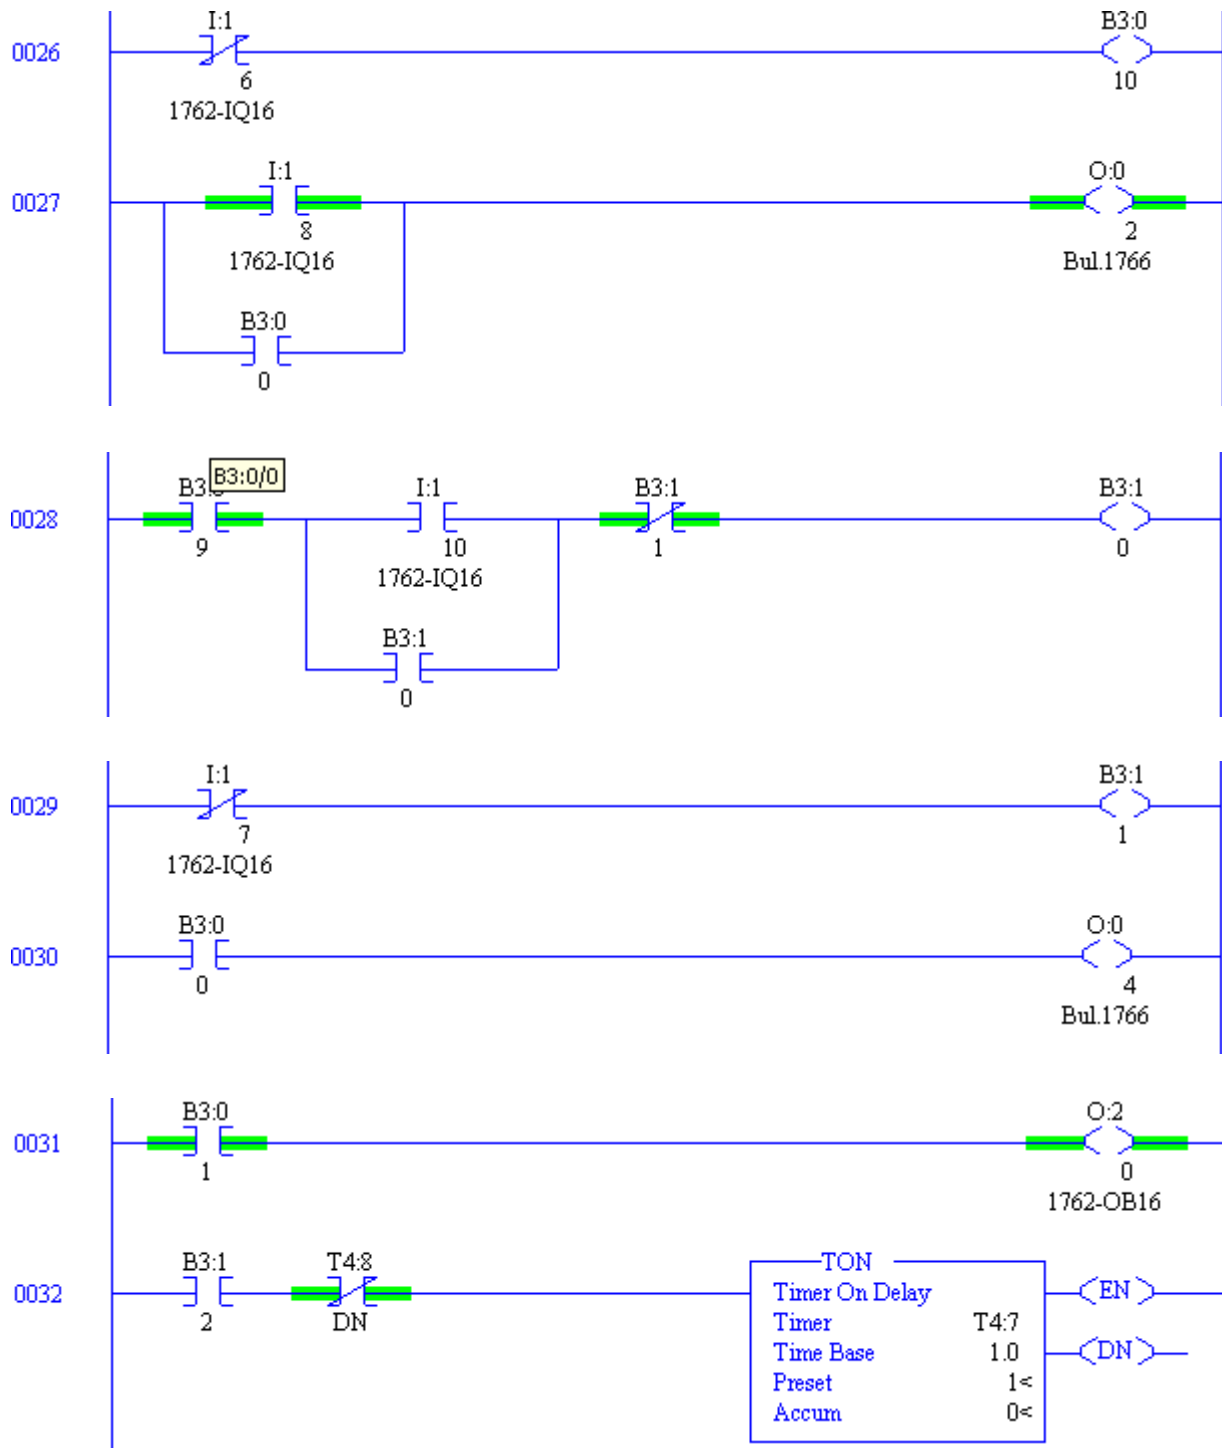 I:1 B3:0
0026
6 10
1762-IQ16
I:1 O:0
0027
8 2
1762-IQ16 Bul.1766
B3:0
0
B3:0/0
I:1 B3:1 B3:1
0028
9 10 1 0
1762-IQ16
B3:1
0
I:1 B3:1
0029
7 1
1762-IQ16
B3:0 O:0
0030
0 4
Bul.1766
B3:0 O:2
0031
1 0
1762-OB16
B3:1 T4:8 TON
0032 Timer On Delay EN
2 DN Timer T4:7
Time Base 1.0 DN
Preset 1<
Accum 0<